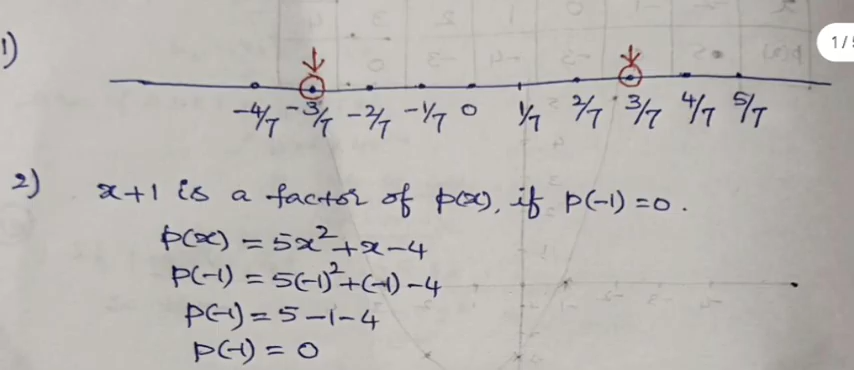 1/5
1)
-4/7 -3/7 -2/7 -1/7 0 1/7 2/7 3/7 4/7 5/7
2) x+1 is a factor of p(x), if p(-1)=0.
p(x) = 5x²+x-4
p(-1) = 5(-1)²+(-1)-4
p(-1) = 5-1-4
p(-1) = 0